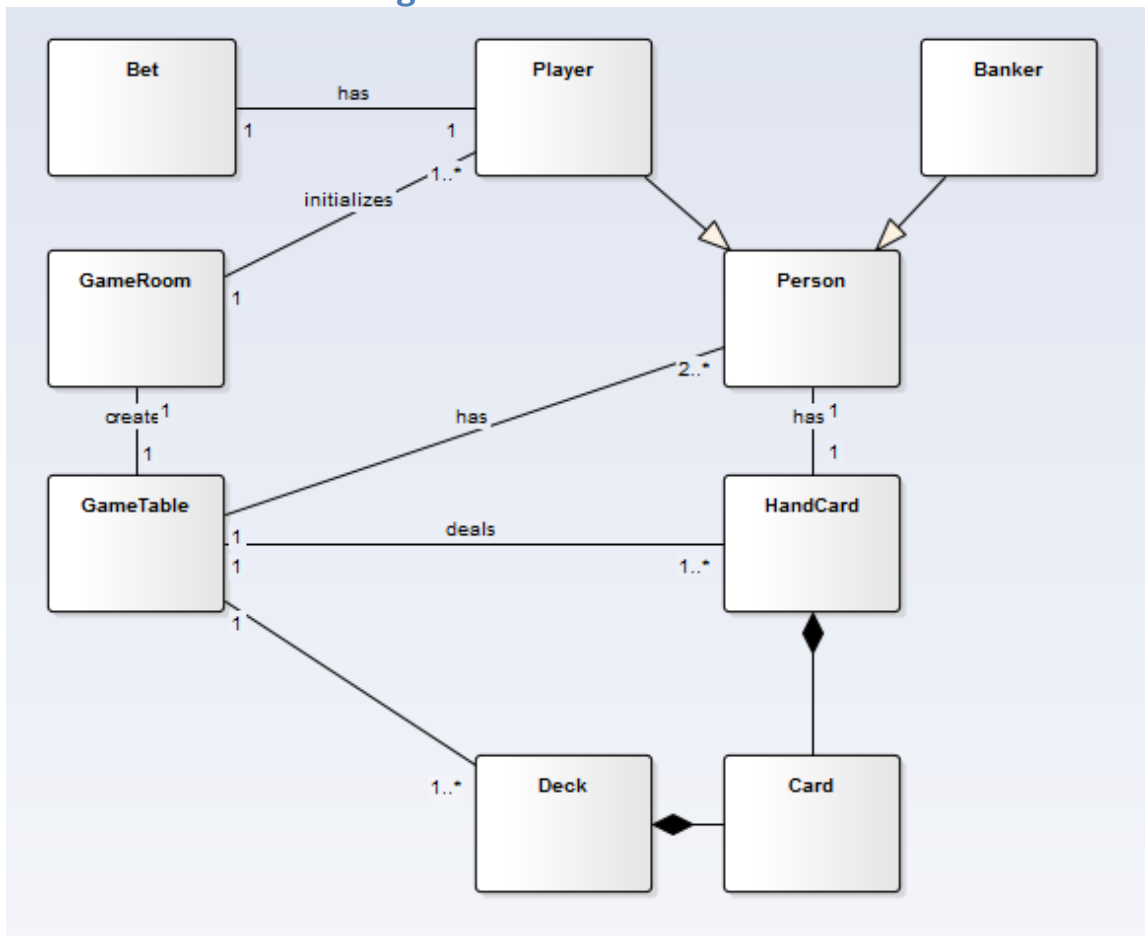 g
Bet
Player
Banker
has
1
1
1..*
initializes
GameRoom
Person
1
2..*
create
1
has
has
1
1
1
GameTable
HandCard
deals
1
1
1..*
1
1..*
Deck
Card